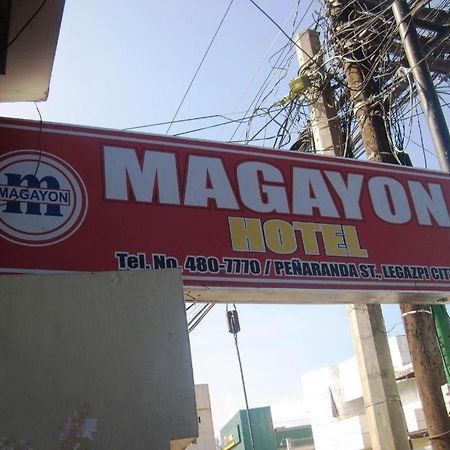 MAGAYON
m
MAGAYON
HOTEL
Tel. No. 480-7770 / PEÑARANDA ST., LEGAZPI CIT